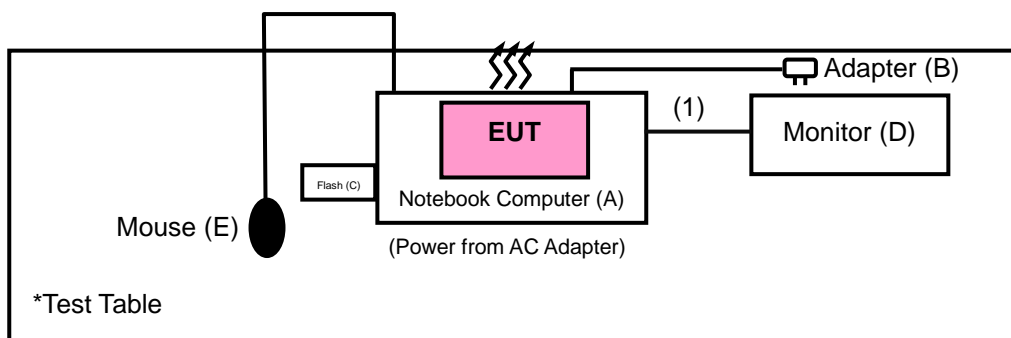 Adapter (B)
(1)
EUT
Monitor (D)
Flash (C)
Notebook Computer (A)
Mouse (E)
(Power from AC Adapter)
*Test Table